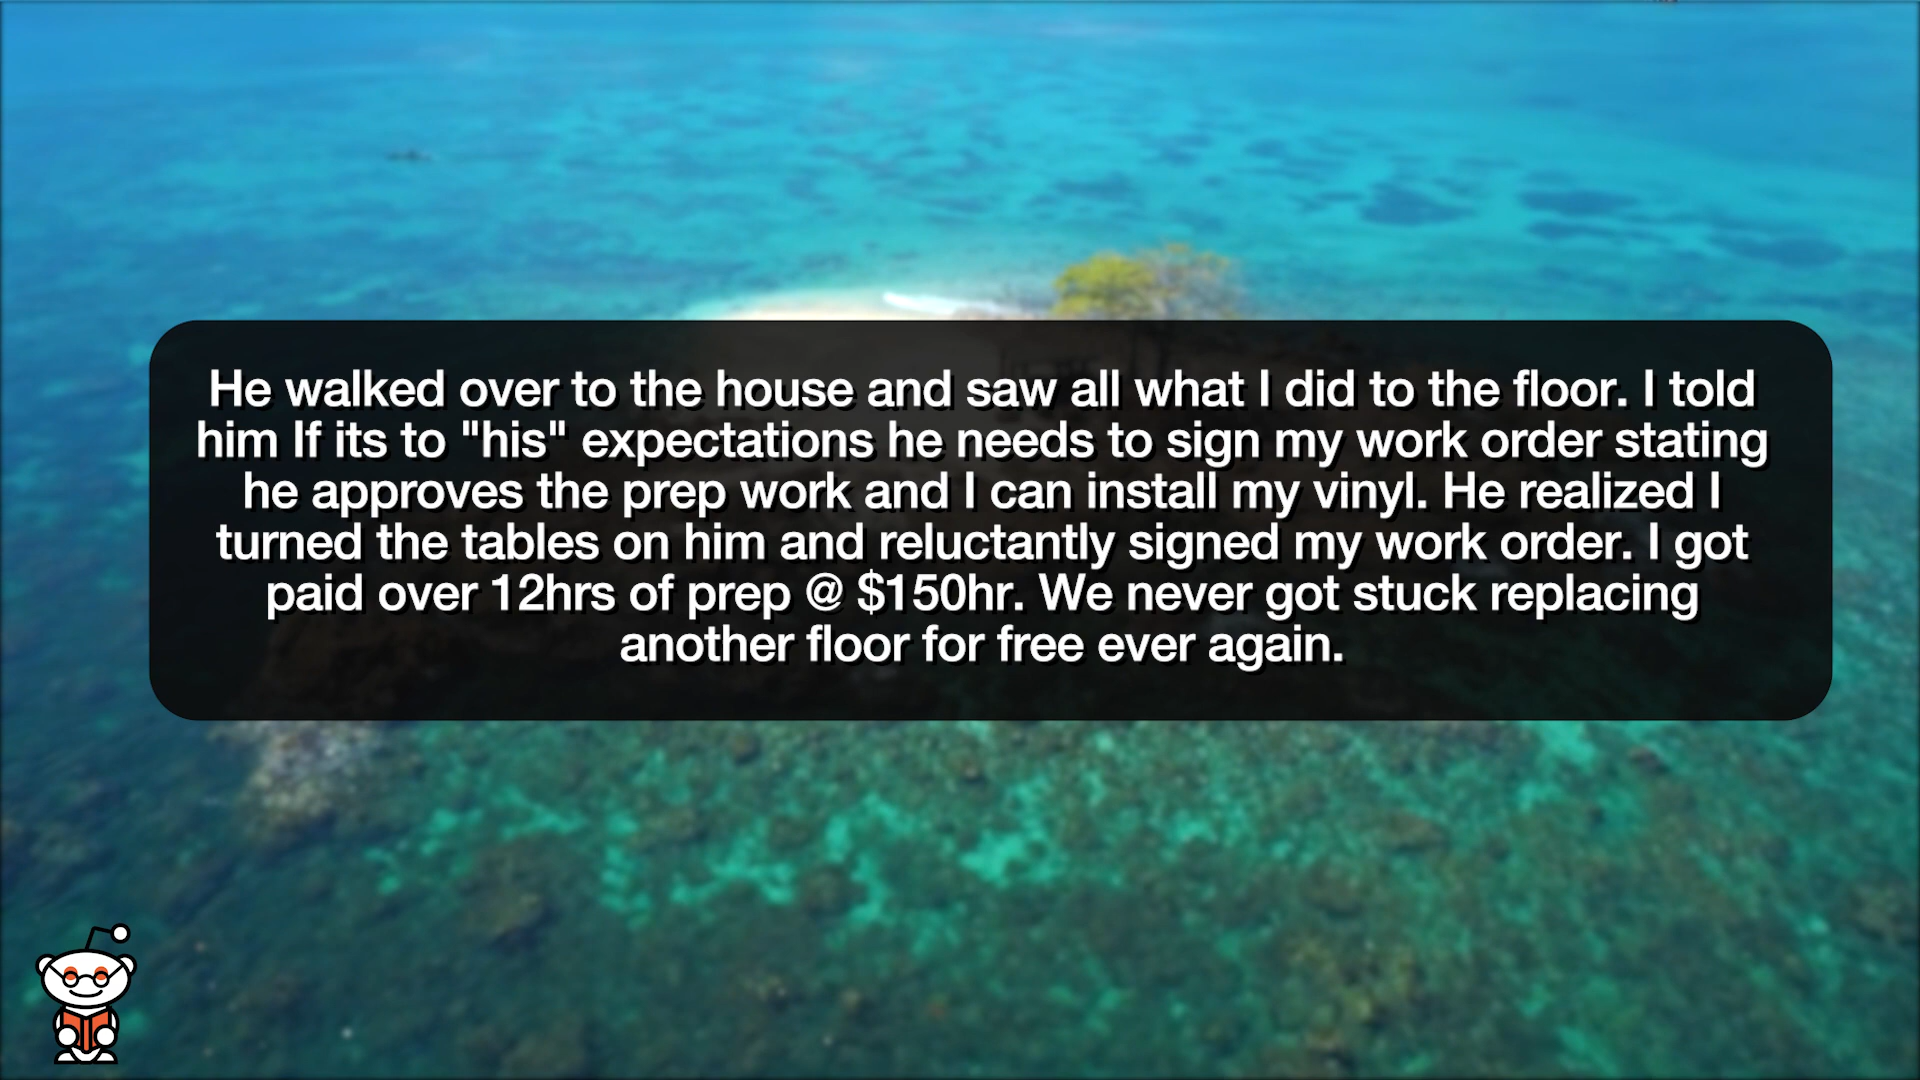 He walked over to the house and saw all what I did to the floor. I told
him If its to "his" expectations he needs to sign my work order stating
he approves the prep work and I can install my vinyl. He realized I
turned the tables on him and reluctantly signed my work order. I got
paid over 12hrs of prep @ $150hr. We never got stuck replacing
another floor for free ever again.